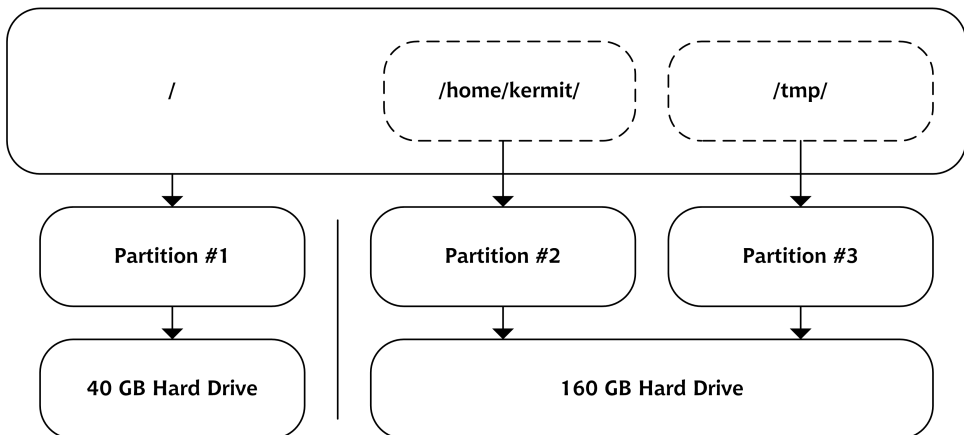 /
/home/kermit/
/tmp/
Partition #1
Partition #2
Partition #3
40 GB Hard Drive
160 GB Hard Drive